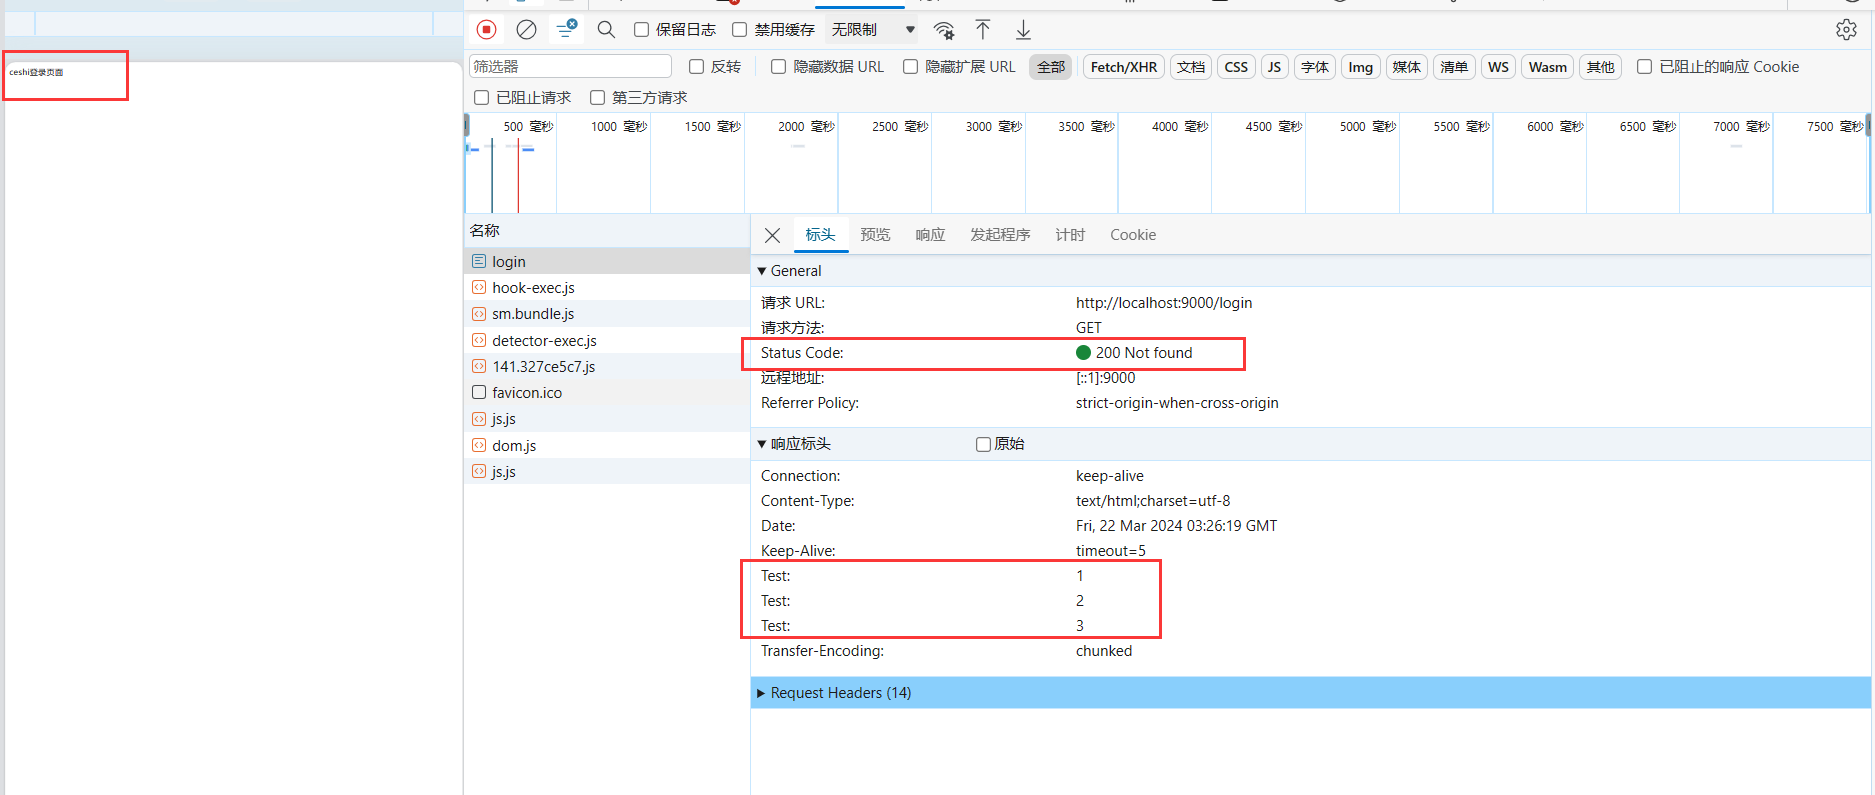 ceshi登录页面
保留日志 禁用缓存 无限制
筛选器 反转 隐藏数据 URL 隐藏扩展 URL 全部 Fetch/XHR 文档 CSS JS 字体 Img 媒体 清单 WS Wasm 其他 已阻止的响应 Cookie
已阻止请求 第三方请求
500 毫秒 1000 毫秒 1500 毫秒 2000 毫秒 2500 毫秒 3000 毫秒 3500 毫秒 4000 毫秒 4500 毫秒 5000 毫秒 5500 毫秒 6000 毫秒 6500 毫秒 7000 毫秒 7500 毫秒
名称
login
hook-exec.js
sm.bundle.js
detector-exec.js
141.327ce5c7.js
favicon.ico
js.js
dom.js
js.js
标头 预览 响应 发起程序 计时 Cookie
General
请求 URL: http://localhost:9000/login
请求方法: GET
Status Code: 200 Not found
远程地址: [::1]:9000
Referrer Policy: strict-origin-when-cross-origin
响应标头 原始
Connection: keep-alive
Content-Type: text/html;charset=utf-8
Date: Fri, 22 Mar 2024 03:26:19 GMT
Keep-Alive: timeout=5
Test: 1
Test: 2
Test: 3
Transfer-Encoding: chunked
Request Headers (14)